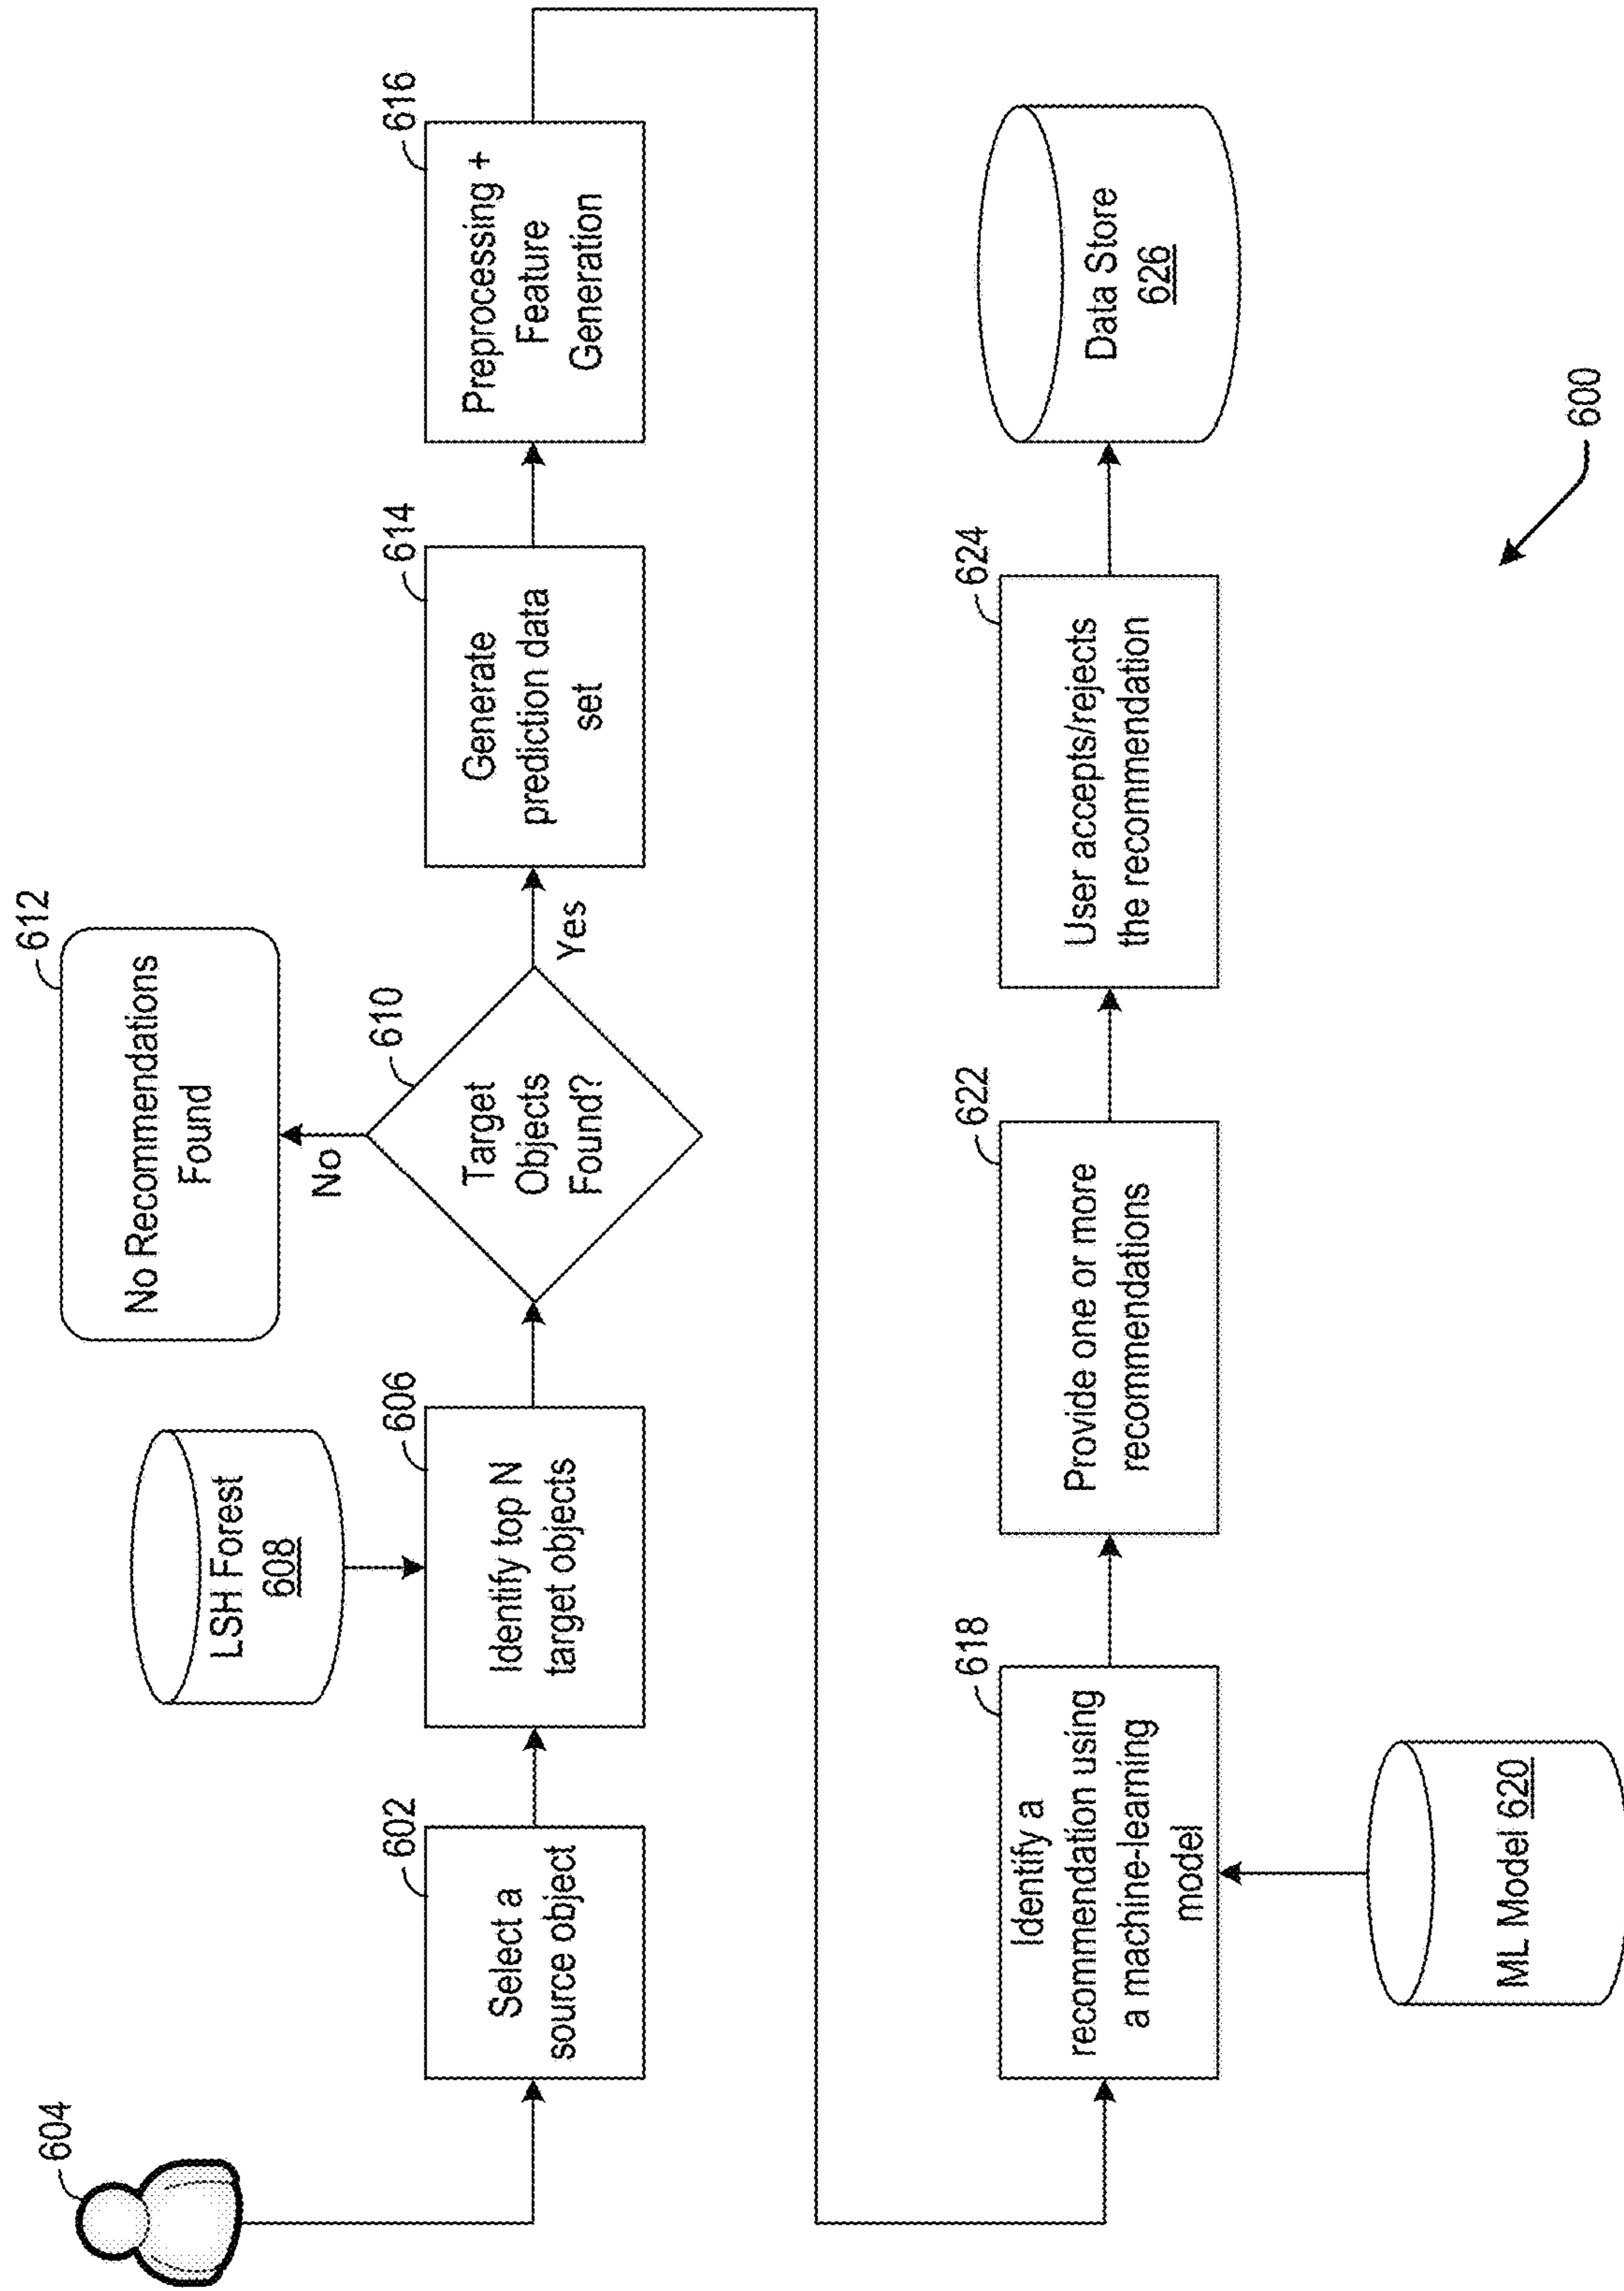 604
602
Select a
source object
LSH Forest
608
606
Identify top N
target objects
610
Target
Objects
Found?
No
612
No Recommendations
Found
Yes
614
Generate
prediction data
set
616
Preprocessing +
Feature
Generation
618
Identify a
recommendation using
a machine-learning
model
ML Model 620
622
Provide one or more
recommendations
624
User accepts/rejects
the recommendation
Data Store
626
600